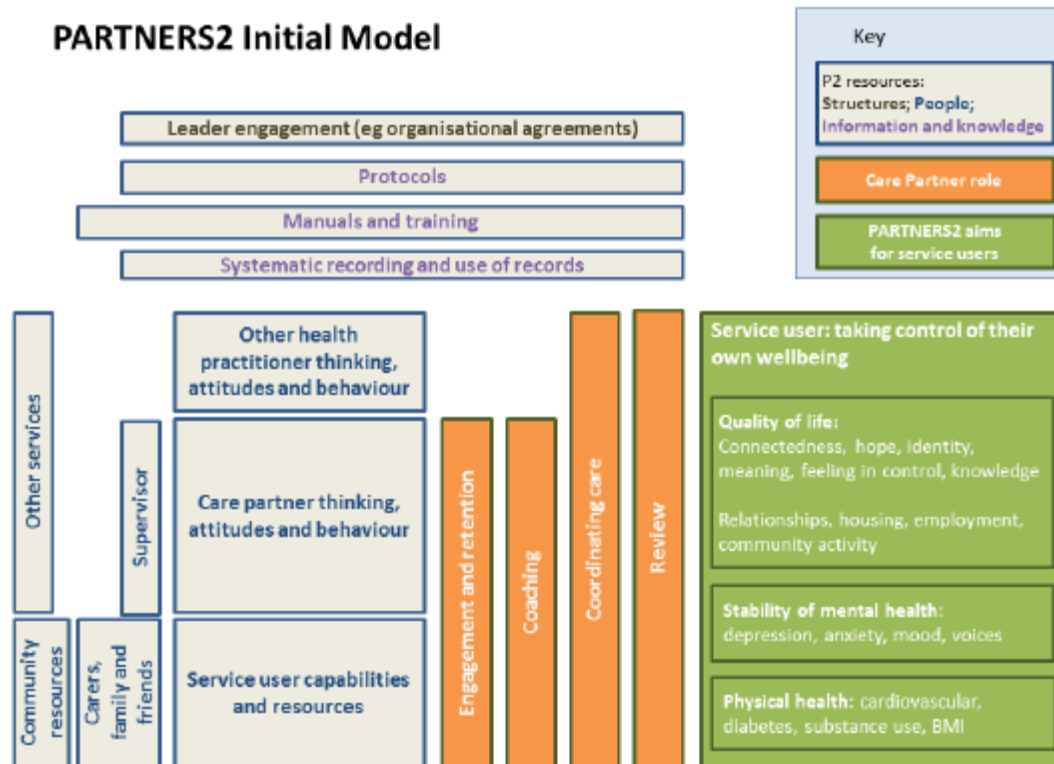 PARTNERS2 Initial Model
Key
P2 resources:
Structures; People;
Information and knowledge
Care Partner role
PARTNERS2 aims
for service users
Leader engagement (eg organisational agreements)
Protocols
Manuals and training
Systematic recording and use of records
Other services
Community
resources
Supervisor
Carers,
family and
friends
Other health
practitioner thinking,
attitudes and behaviour
Care partner thinking,
attitudes and behaviour
Service user capabilities
and resources
Engagement and retention
Coaching
Coordinating care
Review
Service user: taking control of their
own wellbeing
Quality of life:
Connectedness, hope, identity,
meaning, feeling in control, knowledge
Relationships, housing, employment,
community activity
Stability of mental health:
depression, anxiety, mood, voices
Physical health: cardiovascular,
diabetes, substance use, BMI